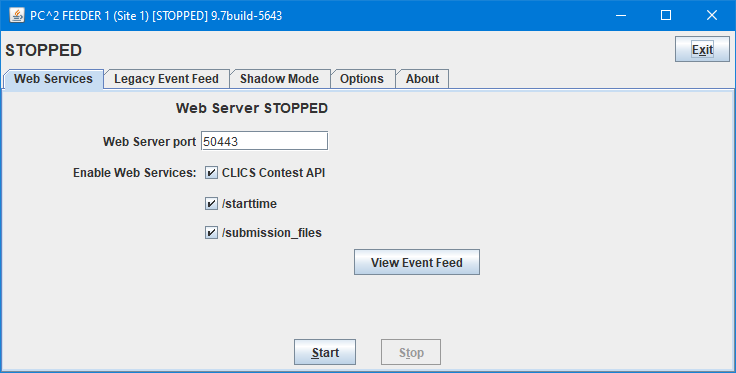 PC^2 FEEDER 1 (Site 1) [STOPPED] 9.7build-5643
STOPPED
Exit
Web Services Legacy Event Feed Shadow Mode Options About
Web Server STOPPED
Web Server port 50443
Enable Web Services: CLICS Contest API
/starttime
/submission_files
View Event Feed
Start Stop